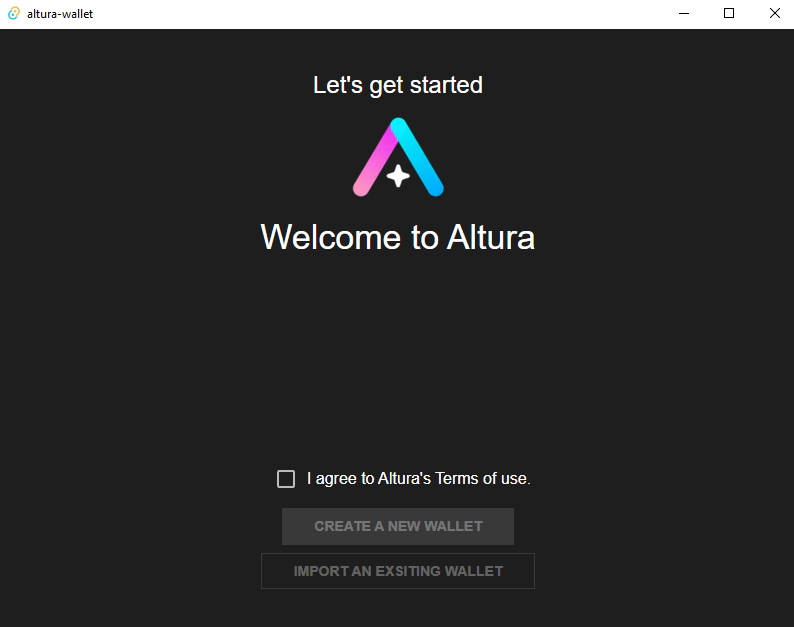 altura-wallet
Let's get started
Welcome to Altura
I agree to Altura's Terms of use.
CREATE A NEW WALLET
IMPORT AN EXSITING WALLET